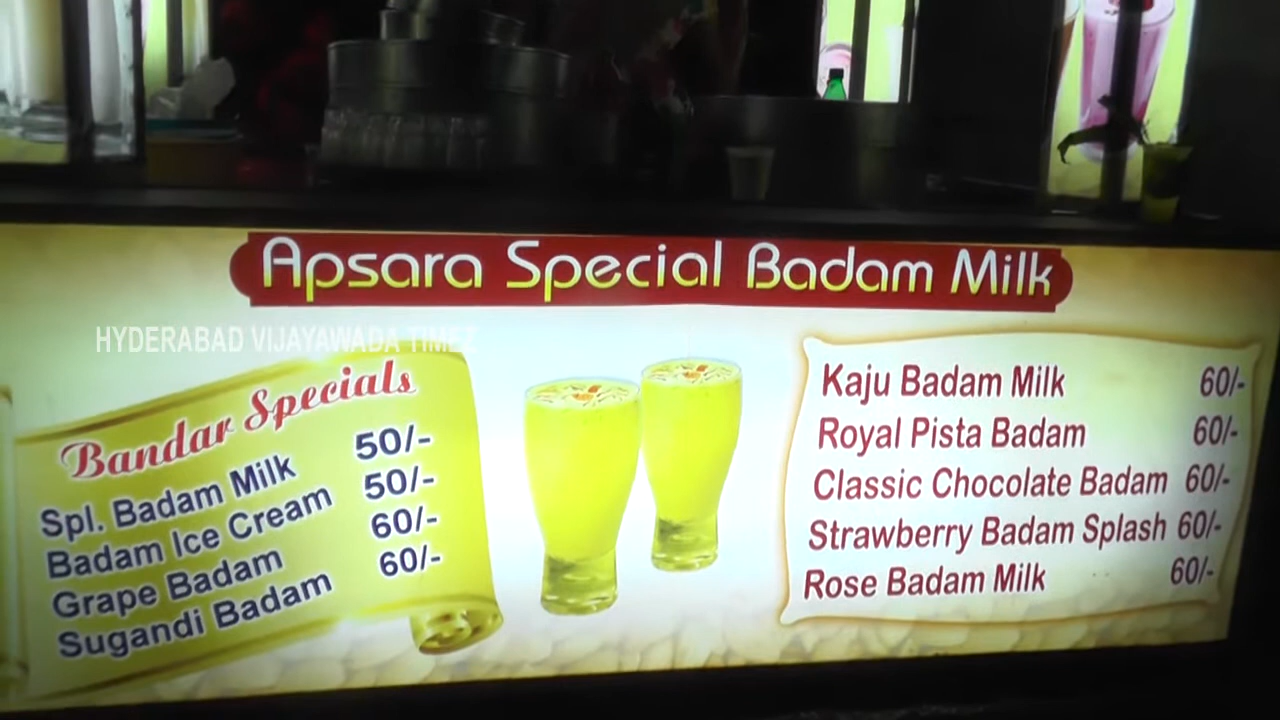 Apsara Special Badam Milk
HYDERABAD VIJAYAWADA TIMEZ
Bandar Specials
Spl. Badam Milk 50/-
Badam Ice Cream 50/-
Grape Badam 60/-
Sugandi Badam 60/-
Kaju Badam Milk 60/-
Royal Pista Badam 60/-
Classic Chocolate Badam 60/-
Strawberry Badam Splash 60/-
Rose Badam Milk 60/-